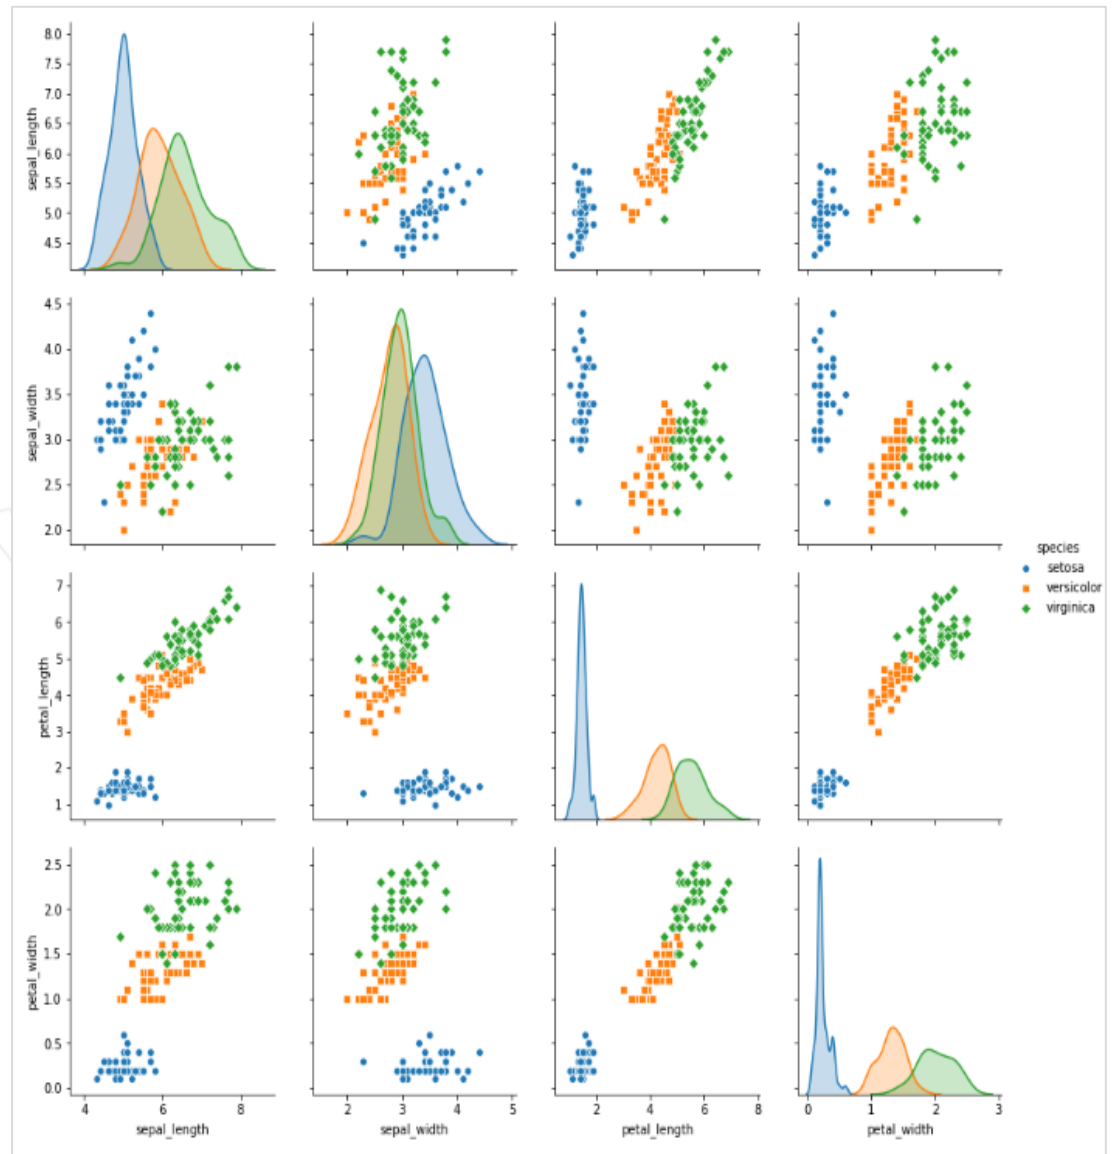 8.0
7.5
7.0
6.5
6.0
5.5
5.0
4.5
sepal_length
4.5
4.0
3.5
3.0
2.5
2.0
sepal_width
species
setosa
versicolor
virginica
7
6
5
4
3
2
1
petal_length
2.5
2.0
1.5
1.0
0.5
0.0
petal_width
4 6 8 2 3 4 5 2 4 6 8 0 1 2 3
sepal_length sepal_width petal_length petal_width